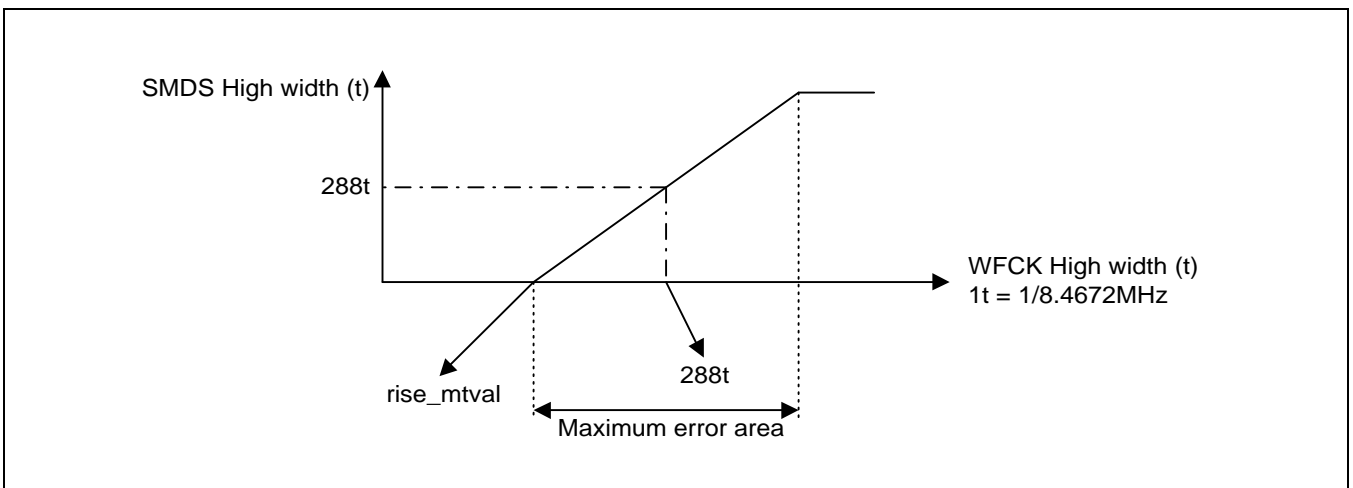 SMDS High width (t)
288t
WFCK High width (t)
1t = 1/8.4672MHz
288t
rise_mtval
Maximum error area